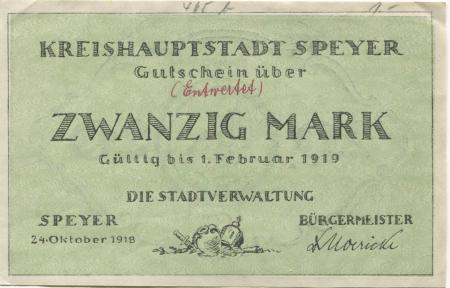 KREISHAUPTSTADT SPEYER
Gutschein über
(Entwertet)
ZWANZIG MARK
Gültig bis 1. Februar 1919
DIE STADTVERWALTUNG
SPEYER BÜRGERMEISTER
24. Oktober 1918